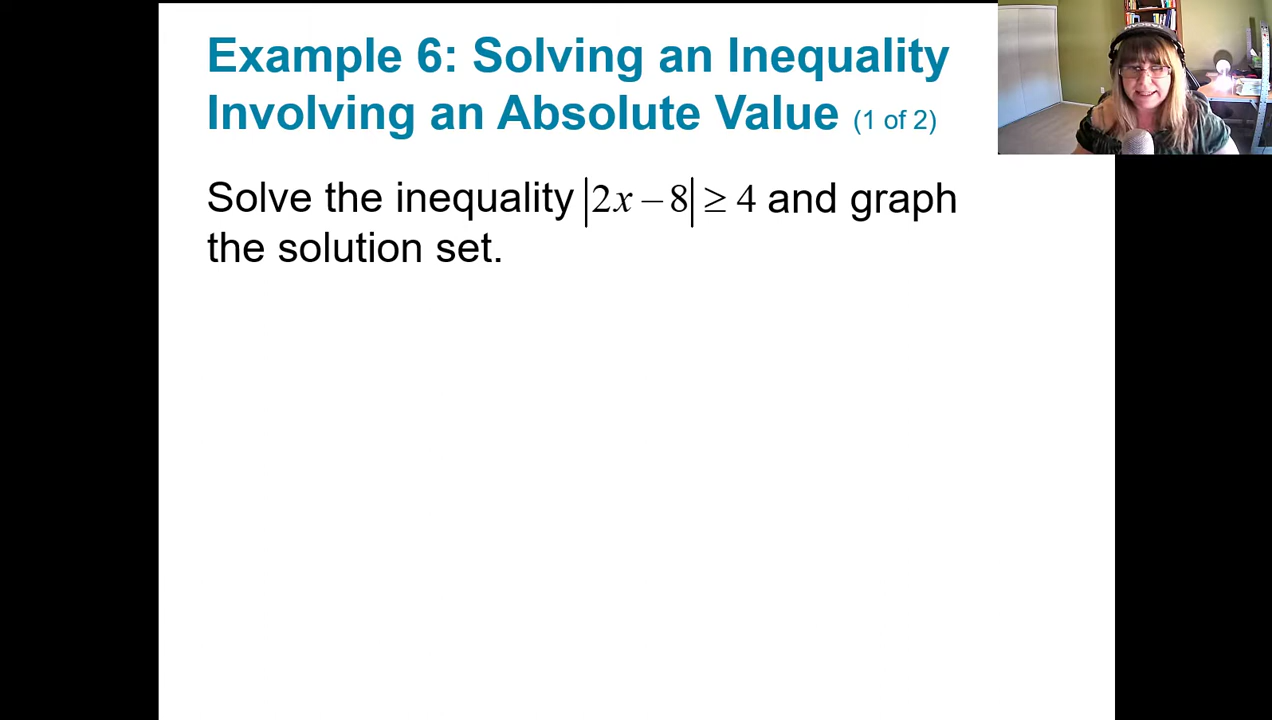 Example 6: Solving an Inequality
Involving an Absolute Value (1 of 2)
Solve the inequality |2x − 8| ≥ 4 and graph
the solution set.